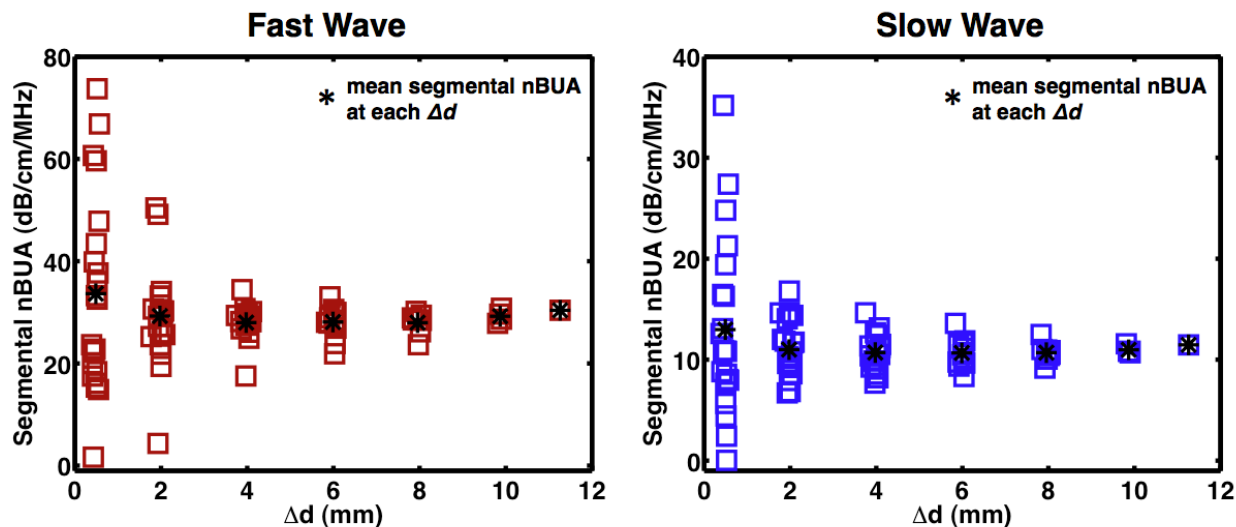 Fast Wave
Segmental nBUA (dB/cm/MHz)
80
60
40
20
0
* mean segmental nBUA
at each Δd
0 2 4 6 8 10 12
Δd (mm)
Slow Wave
Segmental nBUA (dB/cm/MHz)
40
30
20
10
0
* mean segmental nBUA
at each Δd
0 2 4 6 8 10 12
Δd (mm)